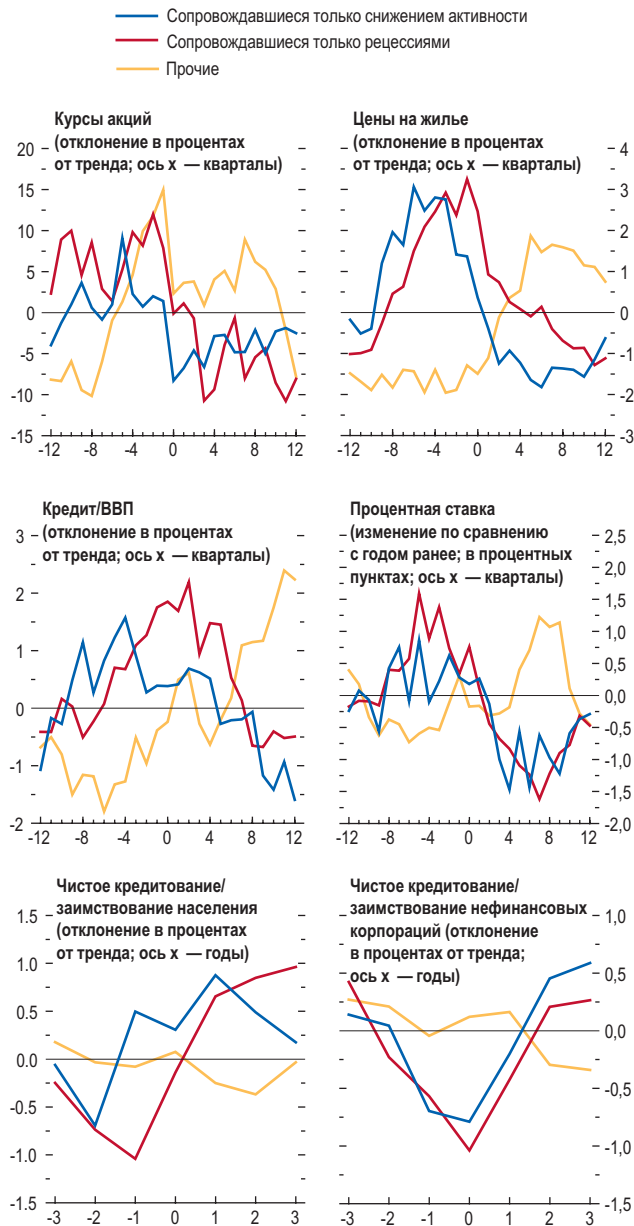 Сопровождавшиеся только снижением активности
Сопровождавшиеся только рецессиями
Прочие
Курсы акций
(отклонение в процентах
от тренда; ось x — кварталы)
20
15
10
5
0
-5
-10
-15
-12 -8 -4 0 4 8 12
Цены на жилье
(отклонение в процентах
от тренда; ось x — кварталы)
4
3
2
1
0
-1
-2
-3
-12 -8 -4 0 4 8 12
Кредит/ВВП
(отклонение в процентах
от тренда; ось x — кварталы)
3
2
1
0
-1
-2
-12 -8 -4 0 4 8 12
Процентная ставка
(изменение по сравнению
с годом ранее; в процентных
пунктах; ось x — кварталы)
2,5
2,0
1,5
1,0
0,5
0,0
-0,5
-1,0
-1,5
-2,0
-12 -8 -4 0 4 8 12
Чистое кредитование/
заимствование населения
(отклонение в процентах
от тренда; ось x — годы)
1.5
1.0
0.5
0.0
-0.5
-1.0
-1.5
-3 -2 -1 0 1 2 3
Чистое кредитование/
заимствование нефинансовых
корпораций (отклонение
в процентах от тренда;
ось x — годы)
1,0
0,5
0,0
-0,5
-1,0
-1,5
-3 -2 -1 0 1 2 3